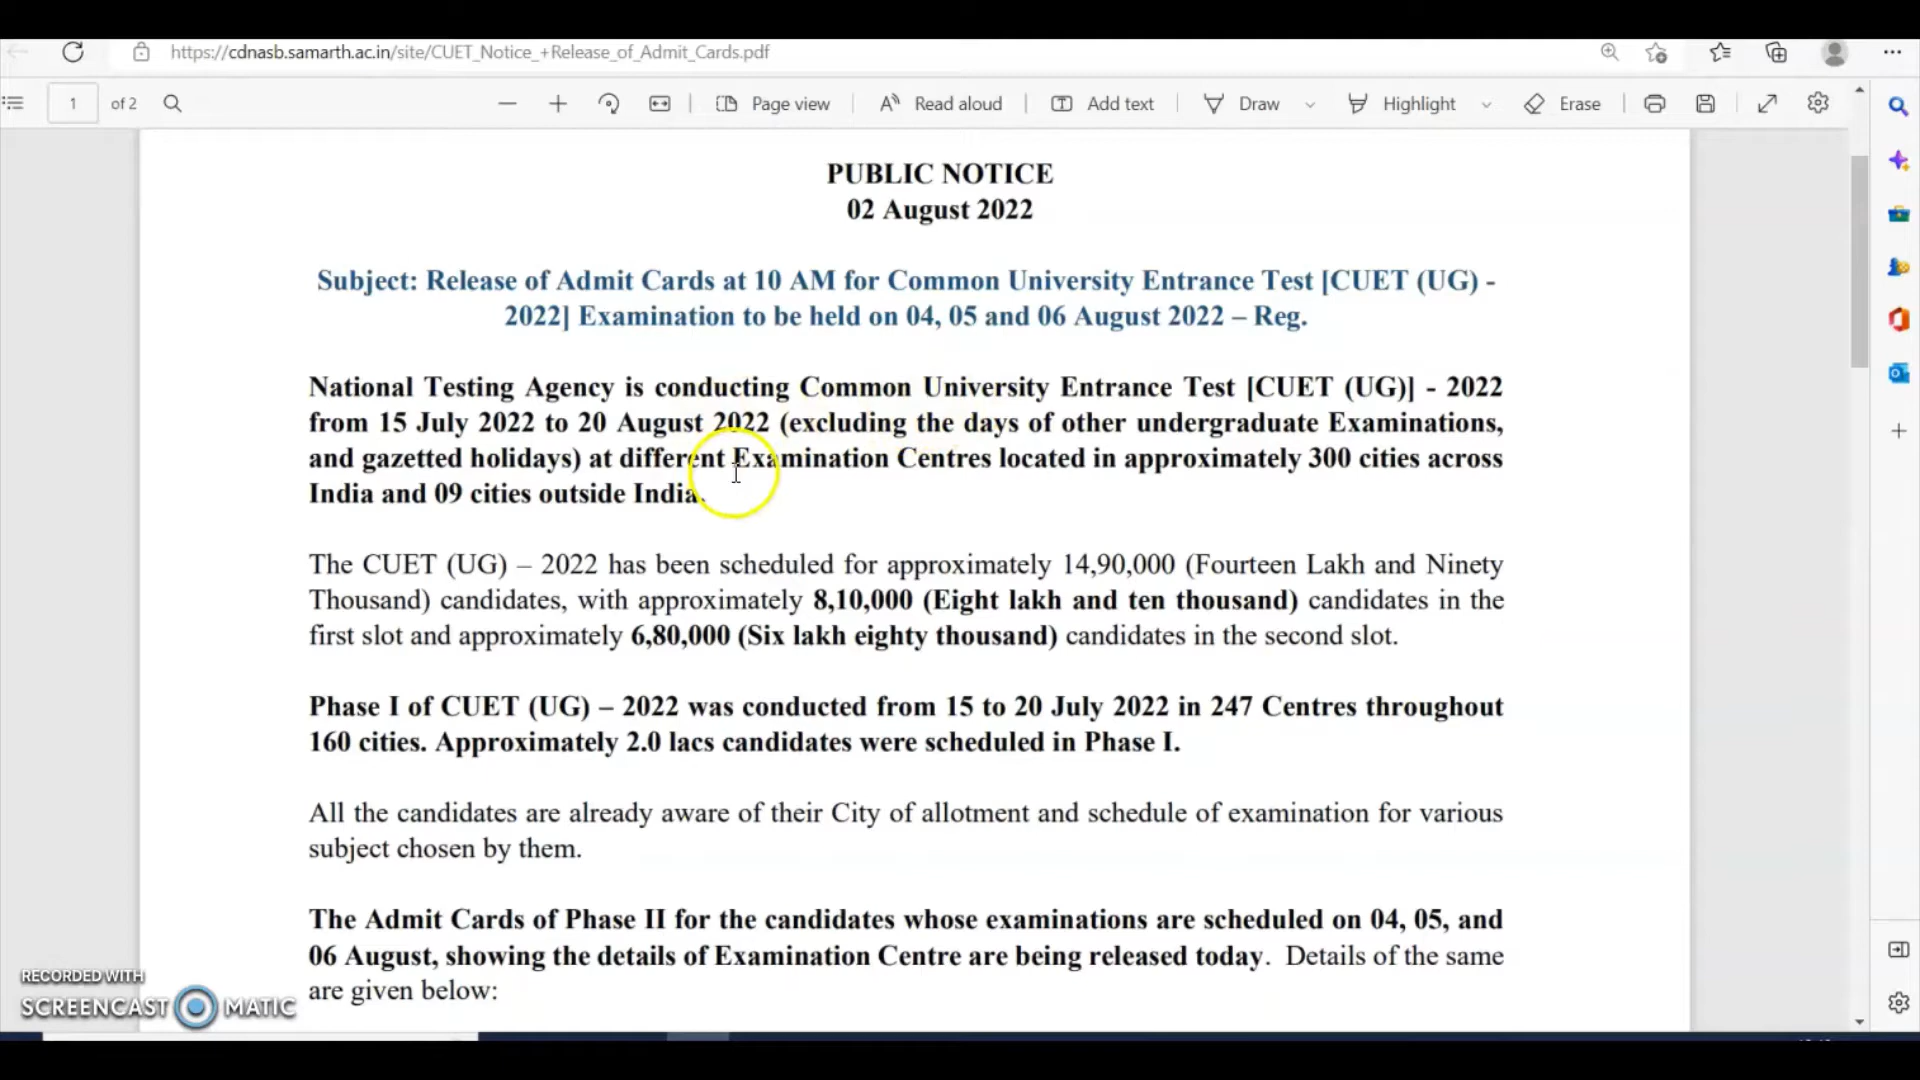 https://cdnasb.samarth.ac.in/site/CUET_Notice_+Release_of_Admit_Cards.pdf
1 of 2 Page view Read aloud Add text Draw Highlight Erase
PUBLIC NOTICE
02 August 2022
Subject: Release of Admit Cards at 10 AM for Common University Entrance Test [CUET (UG) -
2022] Examination to be held on 04, 05 and 06 August 2022 – Reg.
National Testing Agency is conducting Common University Entrance Test [CUET (UG)] - 2022
from 15 July 2022 to 20 August 2022 (excluding the days of other undergraduate Examinations,
and gazetted holidays) at different Examination Centres located in approximately 300 cities across
India and 09 cities outside India.
The CUET (UG) – 2022 has been scheduled for approximately 14,90,000 (Fourteen Lakh and Ninety
Thousand) candidates, with approximately 8,10,000 (Eight lakh and ten thousand) candidates in the
first slot and approximately 6,80,000 (Six lakh eighty thousand) candidates in the second slot.
Phase I of CUET (UG) – 2022 was conducted from 15 to 20 July 2022 in 247 Centres throughout
160 cities. Approximately 2.0 lacs candidates were scheduled in Phase I.
All the candidates are already aware of their City of allotment and schedule of examination for various
subject chosen by them.
The Admit Cards of Phase II for the candidates whose examinations are scheduled on 04, 05, and
06 August, showing the details of Examination Centre are being released today. Details of the same
are given below:
RECORDED WITH
SCREENCAST MATIC